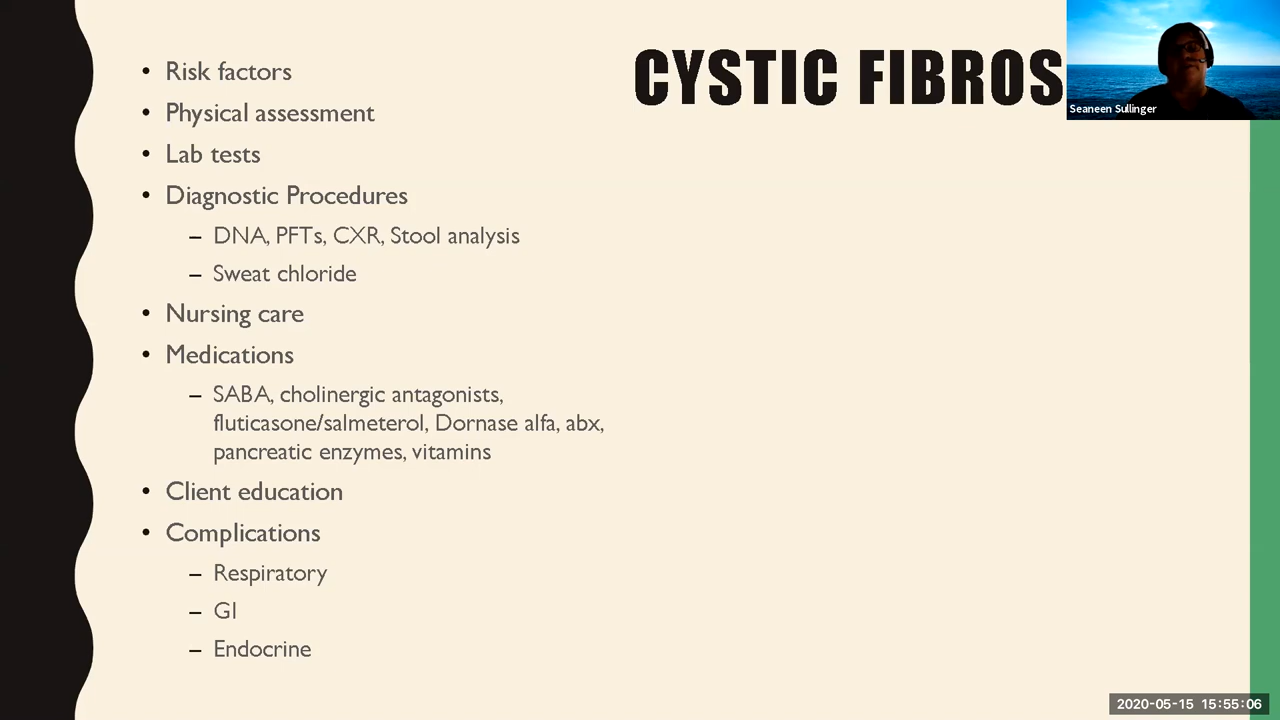 CYSTIC FIBROS
Seaneen Sullinger
• Risk factors
• Physical assessment
• Lab tests
• Diagnostic Procedures
– DNA, PFTs, CXR, Stool analysis
– Sweat chloride
• Nursing care
• Medications
– SABA, cholinergic antagonists,
fluticasone/salmeterol, Dornase alfa, abx,
pancreatic enzymes, vitamins
• Client education
• Complications
– Respiratory
– GI
– Endocrine
2020-05-15 15:55:06